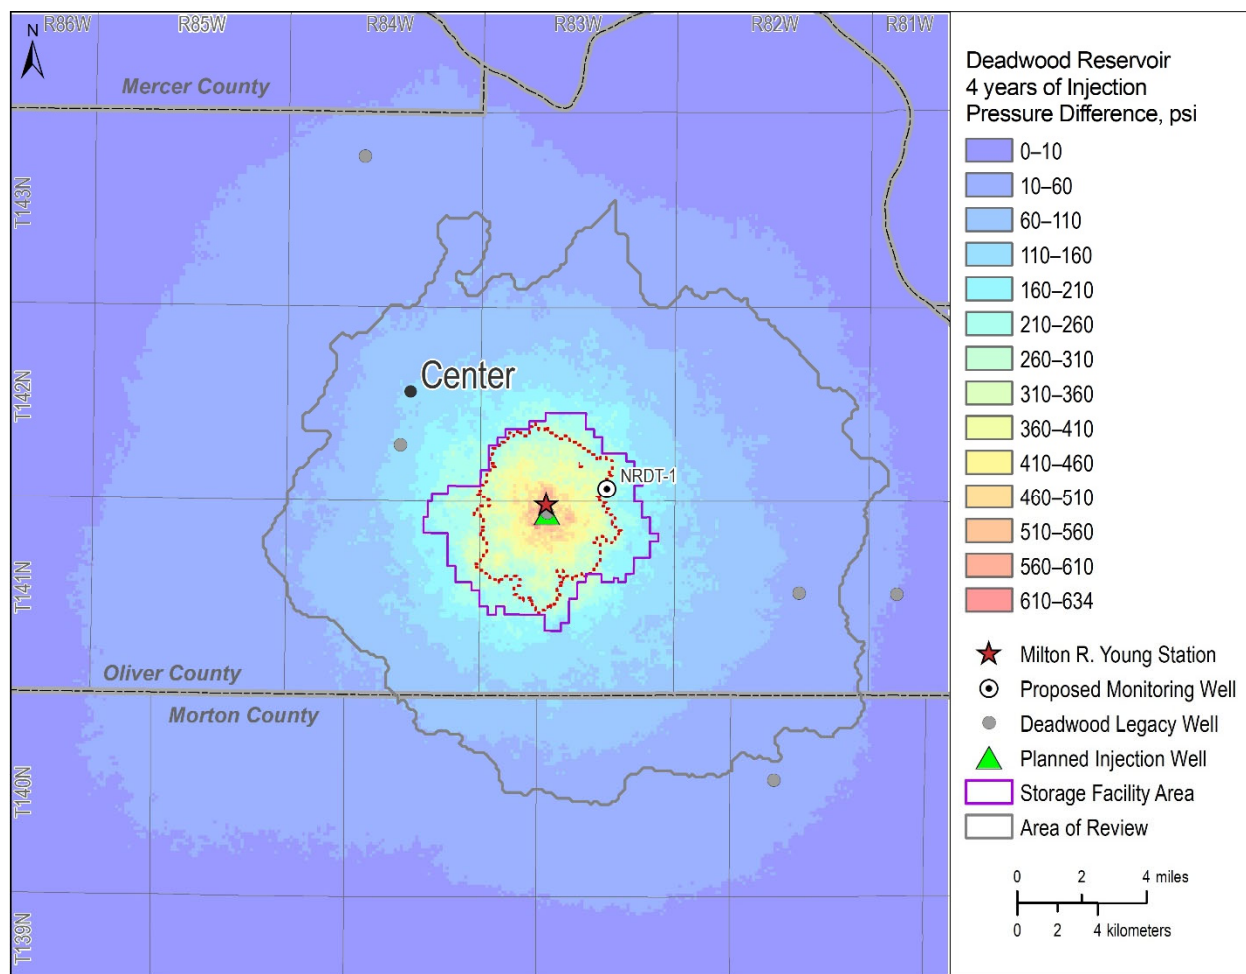 R86W
R85W
R84W
R83W
R82W
R81W
N
Mercer County
T143N
T142N
Center
NRDT-1
T141N
Oliver County
Morton County
T140N
T139N
Deadwood Reservoir
4 years of Injection
Pressure Difference, psi
0–10
10–60
60–110
110–160
160–210
210–260
260–310
310–360
360–410
410–460
460–510
510–560
560–610
610–634
Milton R. Young Station
Proposed Monitoring Well
Deadwood Legacy Well
Planned Injection Well
Storage Facility Area
Area of Review
0 2 4 miles
0 2 4 kilometers